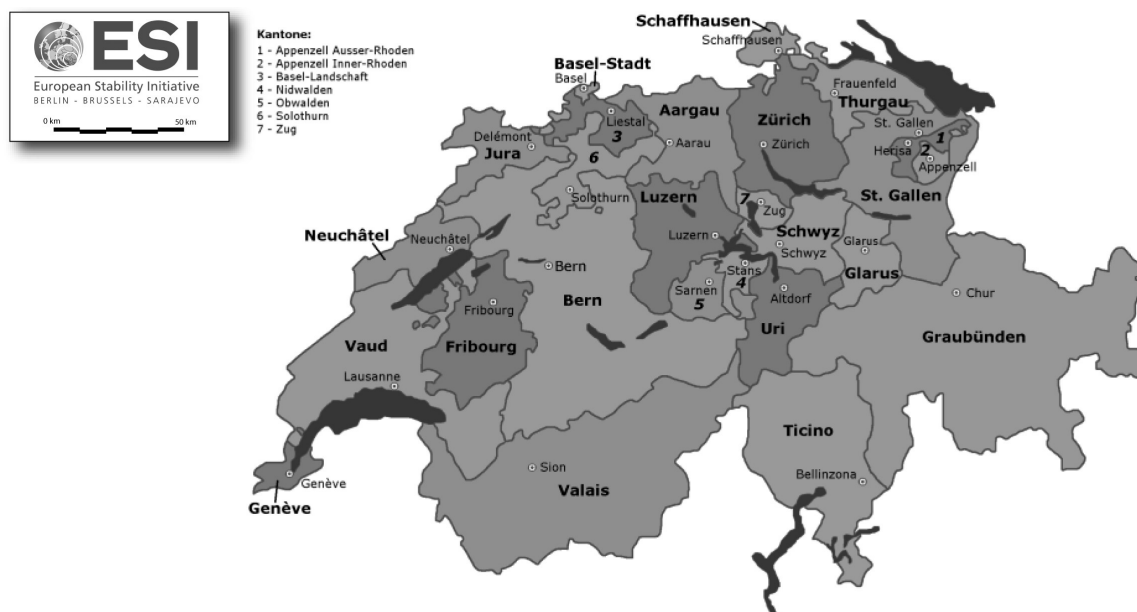 ESI
European Stability Initiative
BERLIN - BRUSSELS - SARAJEVO
0 km 50 km
Kantone:
1 - Appenzell Ausser-Rhoden
2 - Appenzell Inner-Rhoden
3 - Basel-Landschaft
4 - Nidwalden
5 - Obwalden
6 - Solothurn
7 - Zug
Schaffhausen
Schaffhausen
Basel-Stadt
Basel
Frauenfeld
Thurgau
Aargau
Zürich
Liestal
3
St. Gallen
1
Delémont
Jura
6
Aarau
Zürich
Herisa
2
Appenzell
Solothurn
Luzern
7
Zug
St. Gallen
Neuchâtel
Neuchâtel
Luzern
Schwyz
Schwyz
Glarus
Glarus
Bern
Stans
4
Sarnen
5
Altdorf
Chur
Bern
Fribourg
Uri
Graubünden
Vaud
Fribourg
Lausanne
Ticino
Sion
Bellinzona
Genève
Valais
Genève